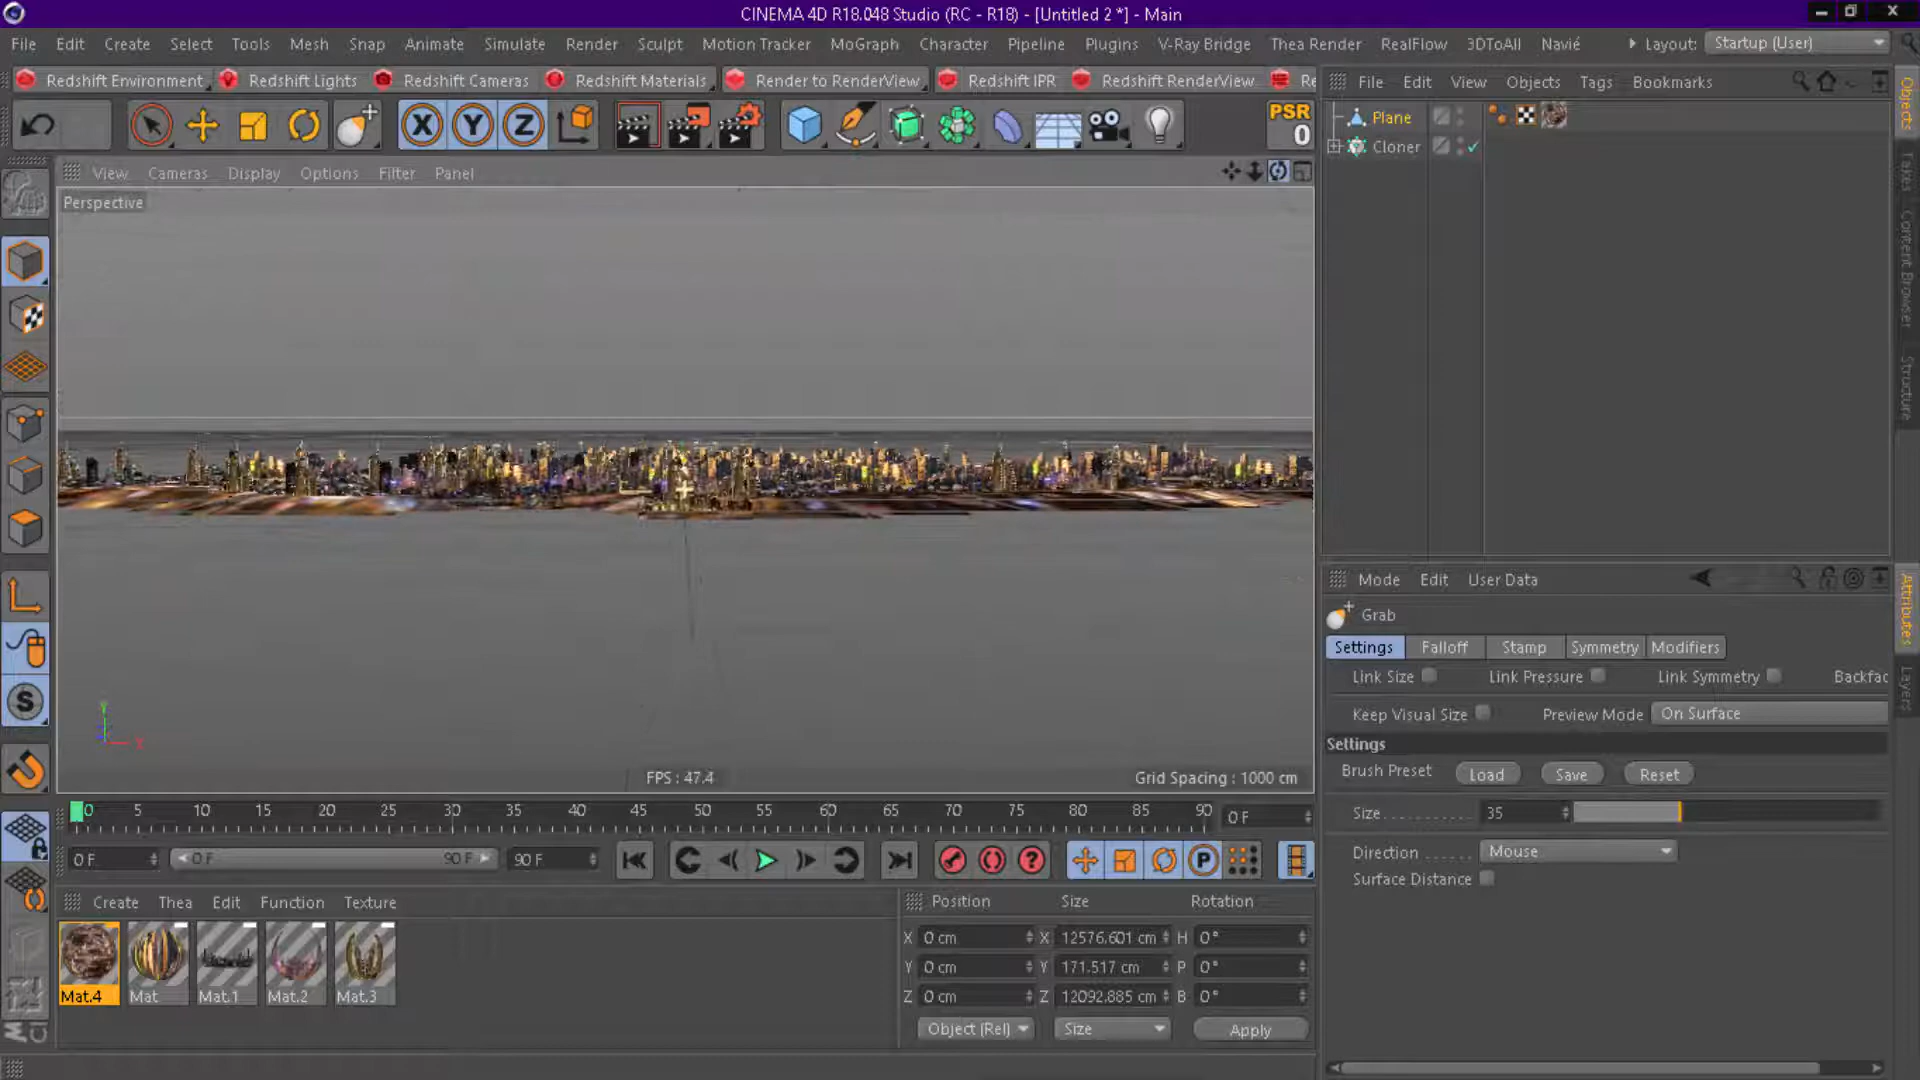 CINEMA 4D R18.048 Studio (RC - R18) - [Untitled 2 *] - Main
File Edit Create Select Tools Mesh Snap Animate Simulate Render Sculpt Motion Tracker MoGraph Character Pipeline Plugins V-Ray Bridge Thea Render RealFlow 3DToAll Navié Layout: Startup (User)
Redshift Environment Redshift Lights Redshift Cameras Redshift Materials Render to RenderView Redshift IPR Redshift RenderView Re
File Edit View Objects Tags Bookmarks
X Y Z PSR 0
Plane
Cloner
View Cameras Display Options Filter Panel
Perspective
Objects
Takes
Content Browser
Structure
Mode Edit User Data
Grab
Settings Falloff Stamp Symmetry Modifiers
Link Size Link Pressure Link Symmetry Backfac
Keep Visual Size Preview Mode On Surface
Settings
Brush Preset Load Save Reset
Size 35
Direction Mouse
Surface Distance
Attributes
Layers
S
Y
X
FPS : 47.4
Grid Spacing : 1000 cm
0 5 10 15 20 25 30 35 40 45 50 55 60 65 70 75 80 85 90 0 F
0 F 0 F 90 F 90 F P
Create Thea Edit Function Texture
Mat.4 Mat Mat.1 Mat.2 Mat.3
Position Size Rotation
X 0 cm X 12576.601 cm H 0°
Y 0 cm Y 171.517 cm P 0°
Z 0 cm Z 12092.885 cm B 0°
Object (Rel) Size Apply